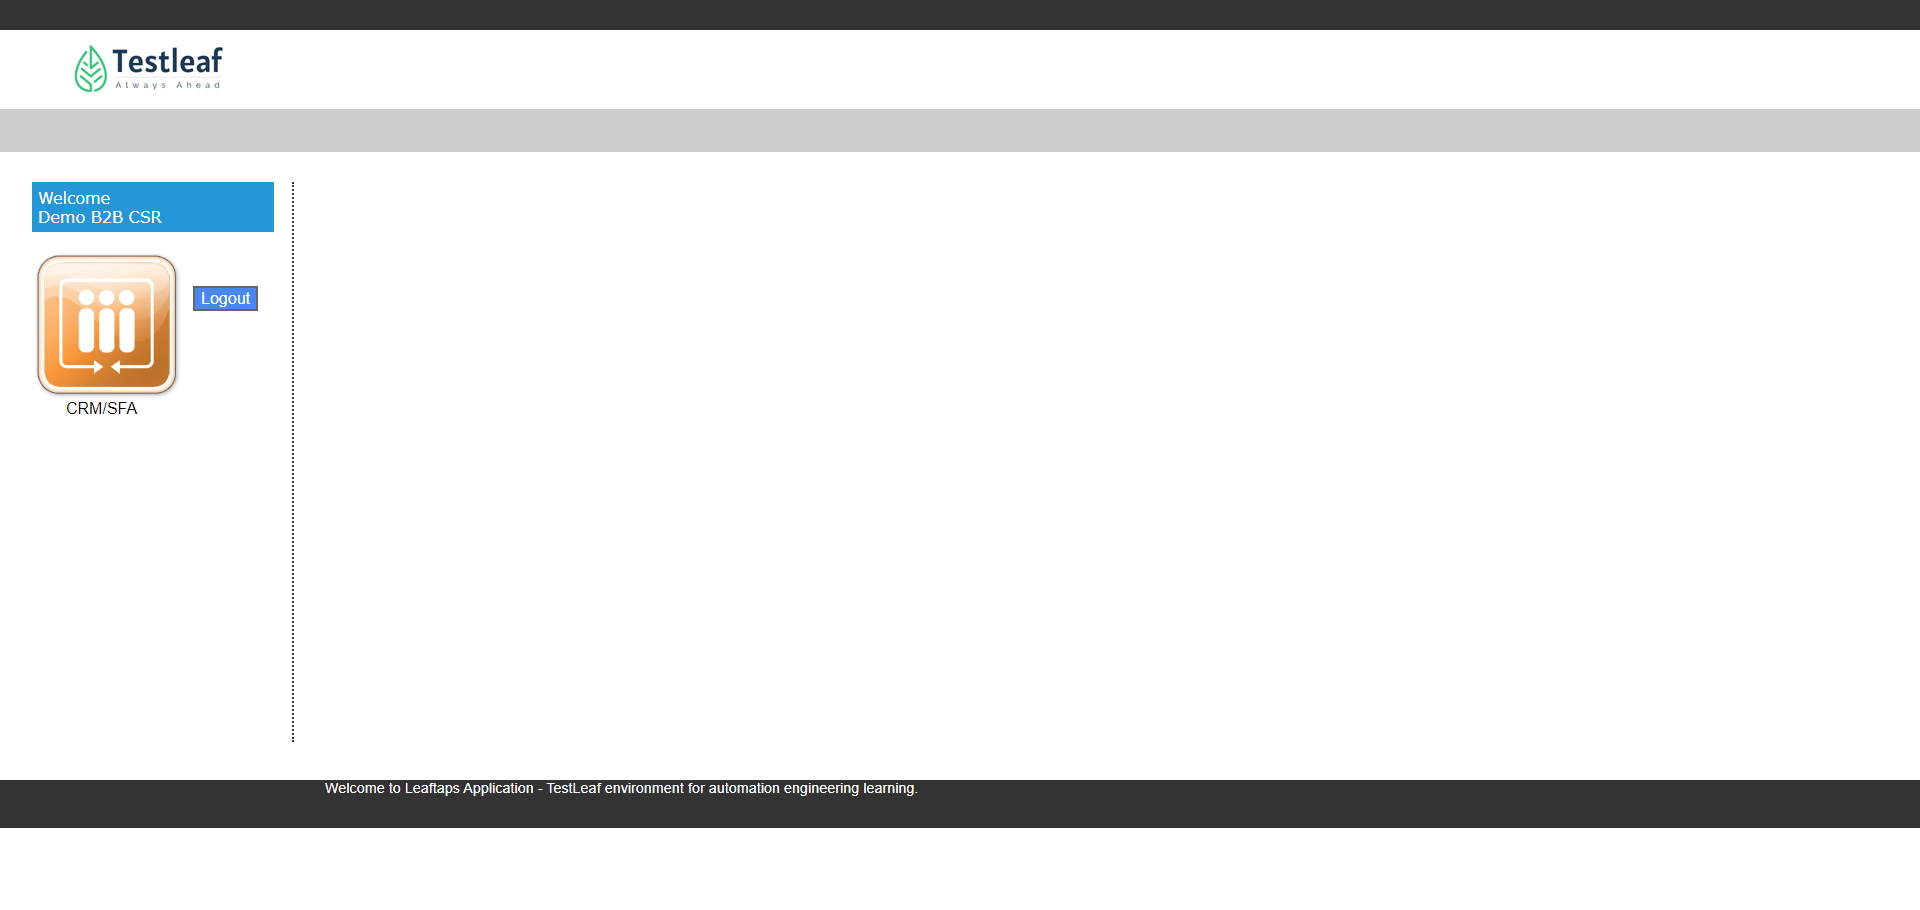 Testleaf
Always Ahead
Welcome
Demo B2B CSR
Logout
CRM/SFA
Welcome to Leaftaps Application - TestLeaf environment for automation engineering learning.